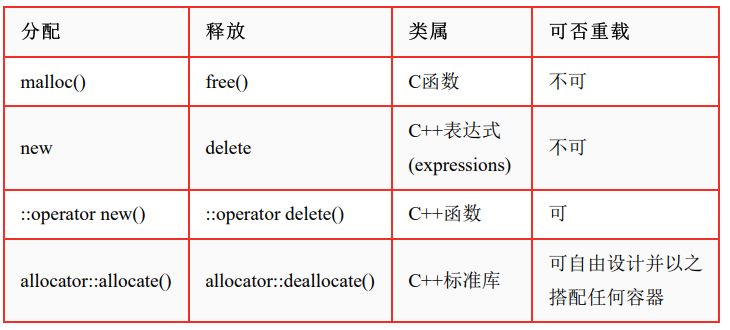 分配 释放 类属 可否重载
malloc() free() C函数 不可
new delete C++表达式
(expressions) 不可
::operator new() ::operator delete() C++函数 可
allocator::allocate() allocator::deallocate() C++标准库 可自由设计并以之
搭配任何容器